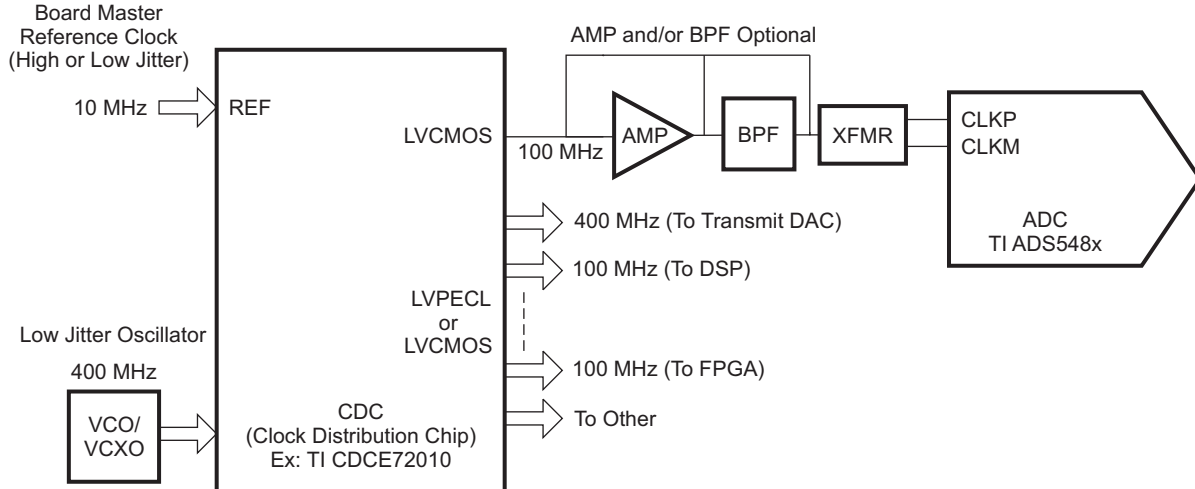 Board Master
Reference Clock
(High or Low Jitter)
10 MHz
REF
LVCMOS
100 MHz
AMP and/or BPF Optional
AMP
BPF
XFMR
CLKP
CLKM
ADC
TI ADS548x
400 MHz (To Transmit DAC)
100 MHz (To DSP)
LVPECL
or
LVCMOS
100 MHz (To FPGA)
To Other
Low Jitter Oscillator
400 MHz
VCO/
VCXO
CDC
(Clock Distribution Chip)
Ex: TI CDCE72010